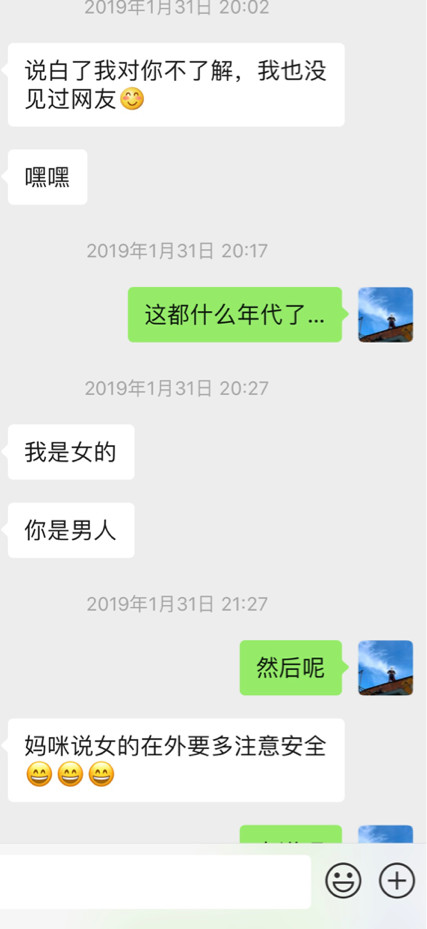 2019年1月31日 20:02
说白了我对你不了解，我也没
见过网友😊
嘿嘿
2019年1月31日 20:17
这都什么年代了...
2019年1月31日 20:27
我是女的
你是男人
2019年1月31日 21:27
然后呢
妈咪说女的在外要多注意安全
😄😄😄